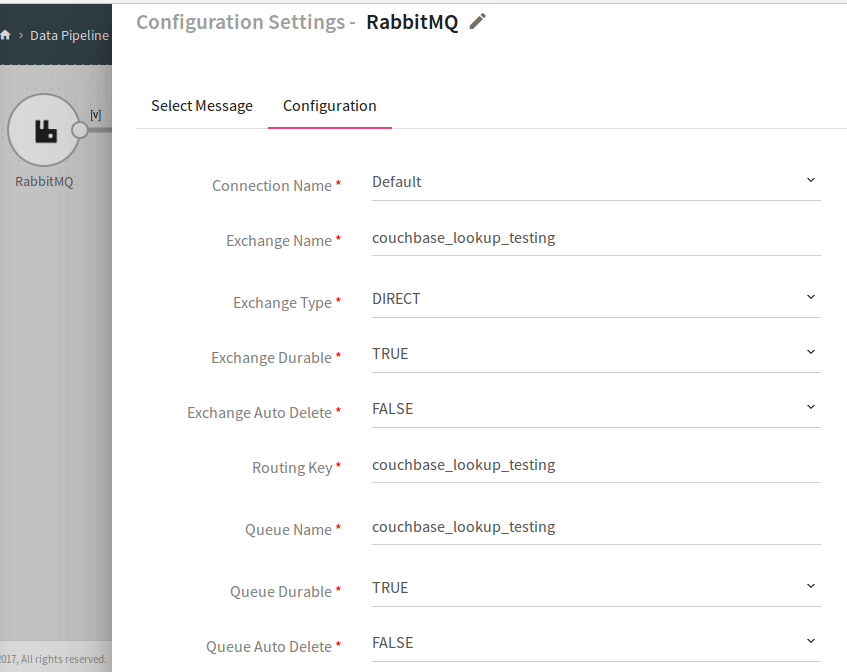 Configuration Settings - RabbitMQ
› Data Pipeline
Select Message Configuration
[v]
RabbitMQ
Connection Name * Default
Exchange Name * couchbase_lookup_testing
Exchange Type * DIRECT
Exchange Durable * TRUE
Exchange Auto Delete * FALSE
Routing Key * couchbase_lookup_testing
Queue Name * couchbase_lookup_testing
Queue Durable * TRUE
Queue Auto Delete * FALSE
2017, All rights reserved.